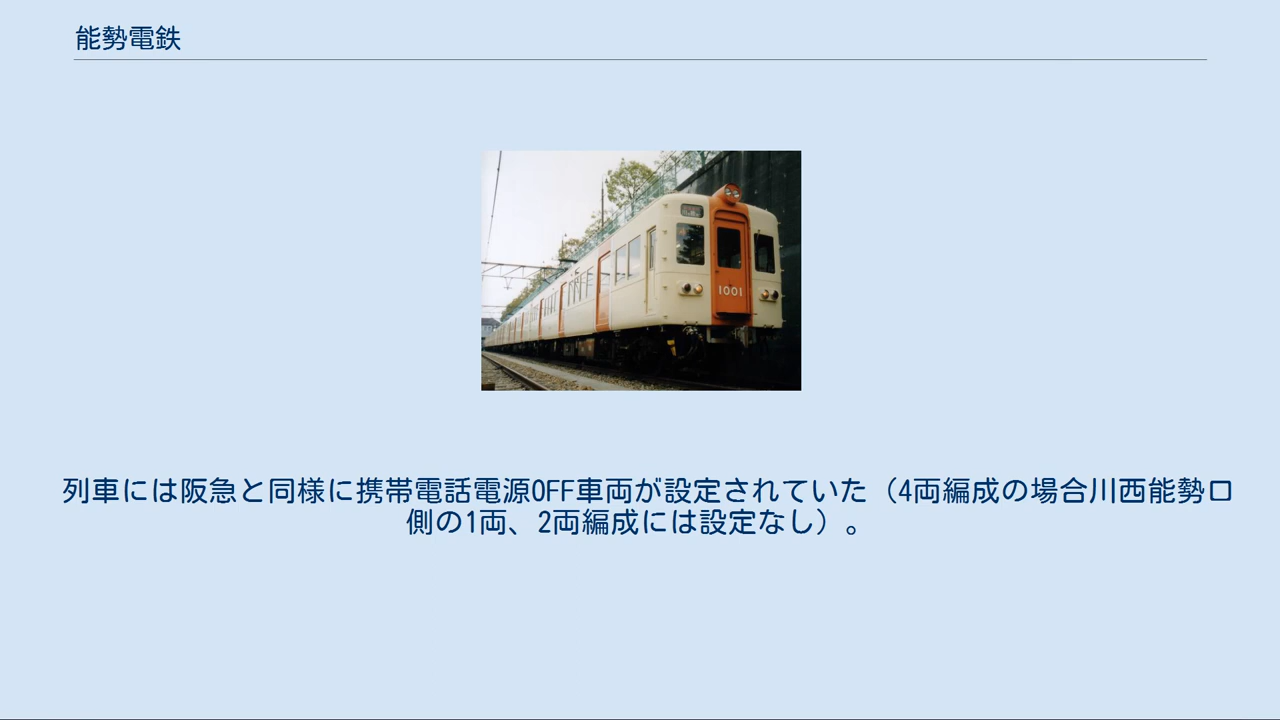 能勢電鉄
1001
列車には阪急と同様に携帯電話電源OFF車両が設定されていた（4両編成の場合川西能勢口
側の1両、2両編成には設定なし）。